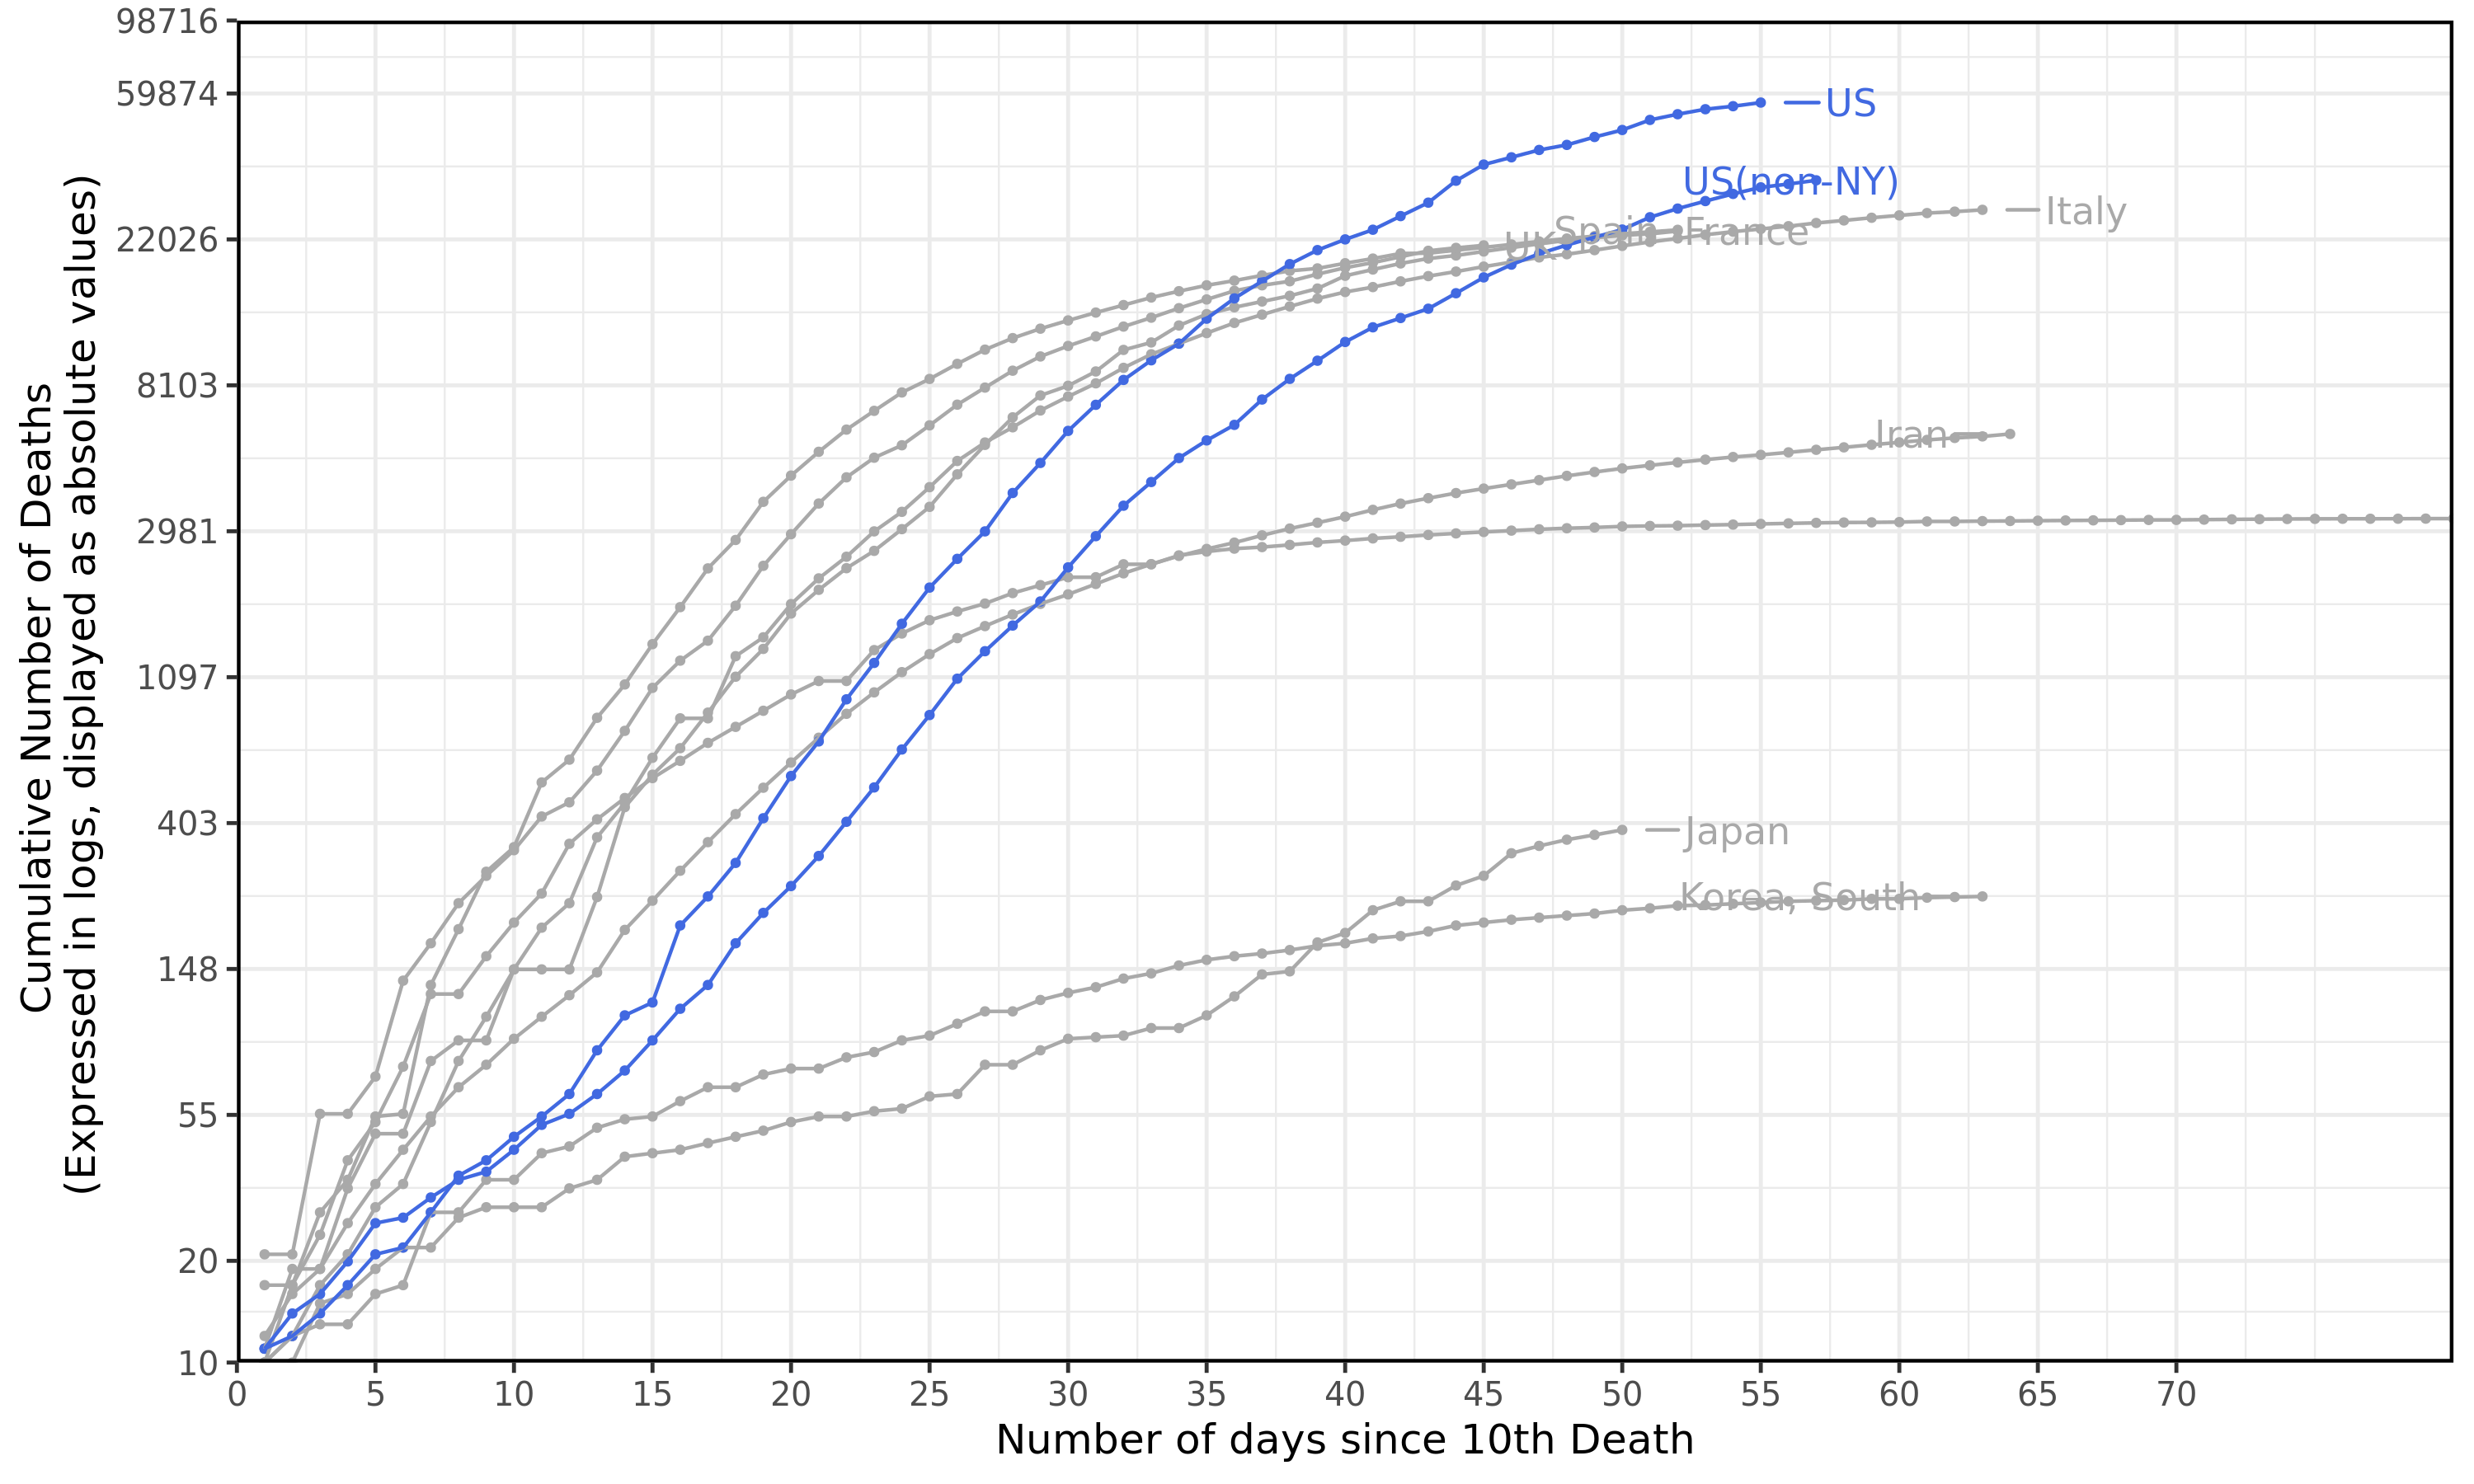 98716
59874
22026
8103
2981
1097
403
148
55
20
10
Cumulative Number of Deaths
(Expressed in logs, displayed as absolute values)
US
US(non-NY)
Italy
Spain
France
UK
Iran
Japan
Korea, South
0 5 10 15 20 25 30 35 40 45 50 55 60 65 70
Number of days since 10th Death